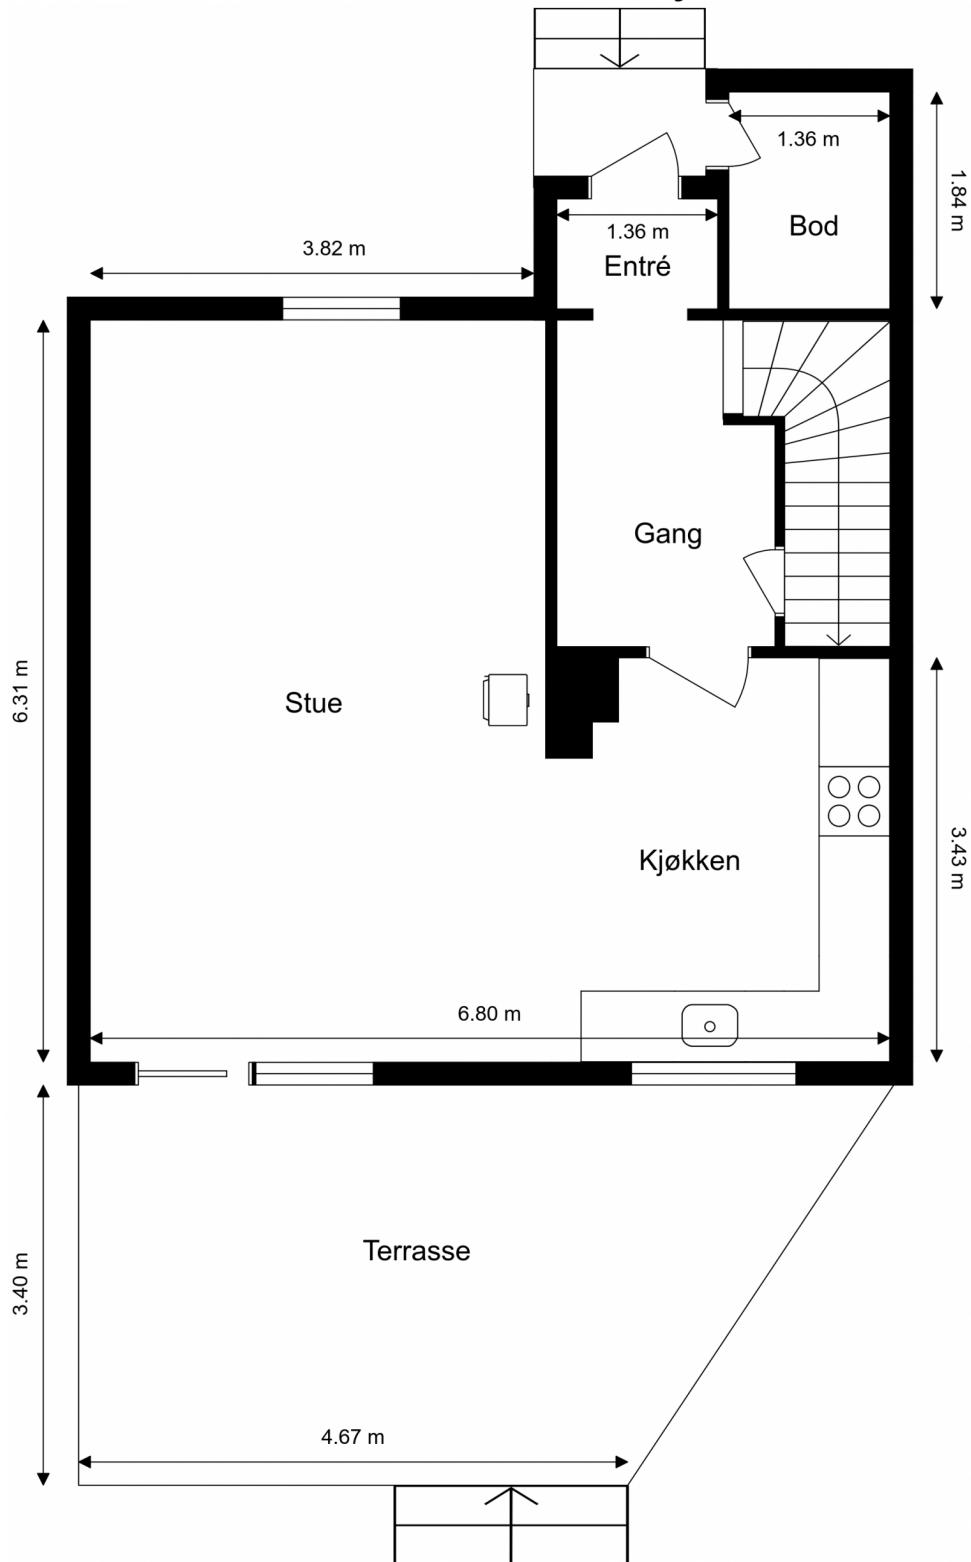 1.36 m
1.84 m
Bod
1.36 m
Entré
3.82 m
Gang
6.31 m
Stue
3.43 m
Kjøkken
6.80 m
Terrasse
3.40 m
4.67 m